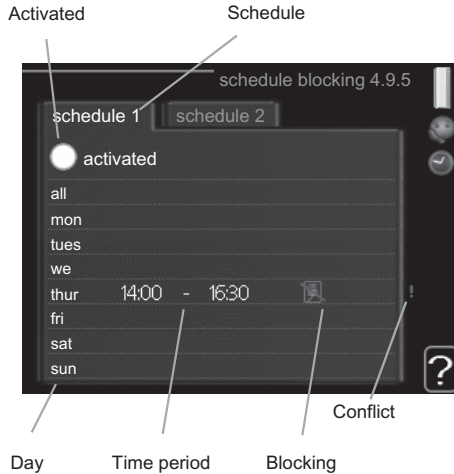 Activated Schedule
schedule blocking 4.9.5
schedule 1 schedule 2
activated
all
mon
tues
we
thur 14:00 - 16:30 !
fri
sat
sun
?
Conflict
Day Time period Blocking